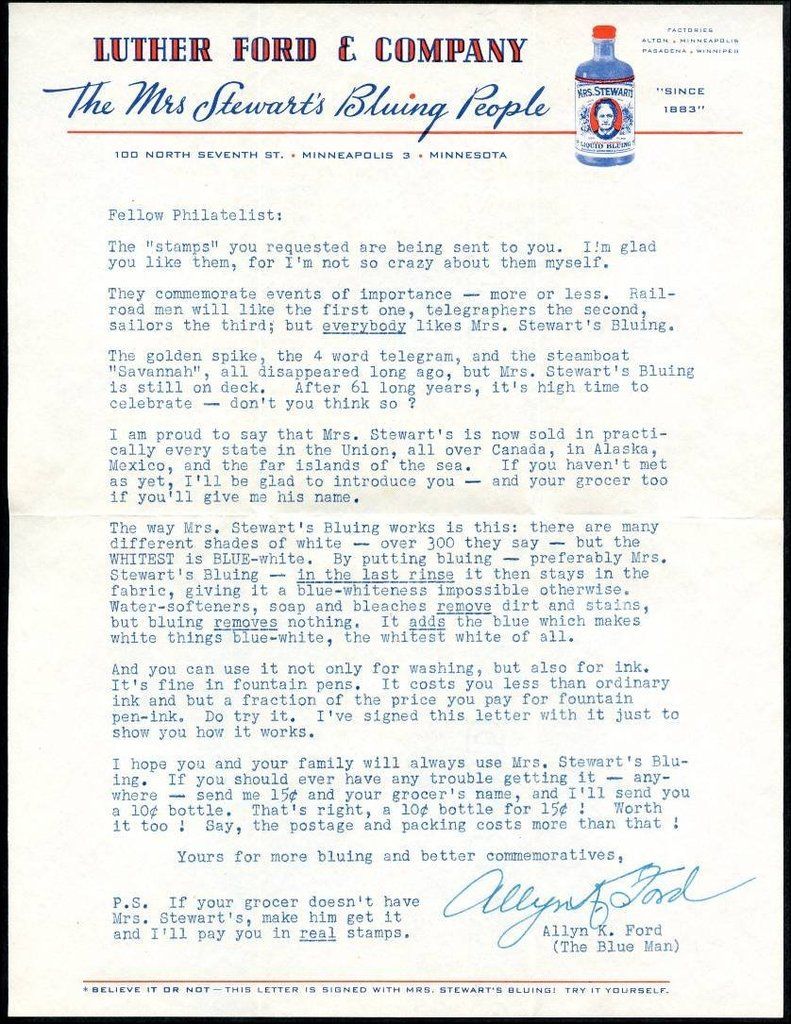 LUTHER FORD & COMPANY
The Mrs Stewart's Bluing People
100 NORTH SEVENTH ST. • MINNEAPOLIS 3 • MINNESOTA
MRS. STEWART'S
LIQUID BLUING
FACTORIES
ALTON • MINNEAPOLIS
PASADENA • WINNIPEG
"SINCE
1883"
Fellow Philatelist:
The "stamps" you requested are being sent to you. I'm glad
you like them, for I'm not so crazy about them myself.
They commemorate events of importance — more or less. Rail-
road men will like the first one, telegraphers the second,
sailors the third; but everybody likes Mrs. Stewart's Bluing.
The golden spike, the 4 word telegram, and the steamboat
"Savannah", all disappeared long ago, but Mrs. Stewart's Bluing
is still on deck. After 61 long years, it's high time to
celebrate — don't you think so ?
I am proud to say that Mrs. Stewart's is now sold in practi-
cally every state in the Union, all over Canada, in Alaska,
Mexico, and the far islands of the sea. If you haven't met
as yet, I'll be glad to introduce you — and your grocer too
if you'll give me his name.
The way Mrs. Stewart's Bluing works is this: there are many
different shades of white — over 300 they say — but the
WHITEST is BLUE-white. By putting bluing — preferably Mrs.
Stewart's Bluing — in the last rinse it then stays in the
fabric, giving it a blue-whiteness impossible otherwise.
Water-softeners, soap and bleaches remove dirt and stains,
but bluing removes nothing. It adds the blue which makes
white things blue-white, the whitest white of all.
And you can use it not only for washing, but also for ink.
It's fine in fountain pens. It costs you less than ordinary
ink and but a fraction of the price you pay for fountain
pen-ink. Do try it. I've signed this letter with it just to
show you how it works.
I hope you and your family will always use Mrs. Stewart's Blu-
ing. If you should ever have any trouble getting it — any-
where — send me 15¢ and your grocer's name, and I'll send you
a 10¢ bottle. That's right, a 10¢ bottle for 15¢ ! Worth
it too ! Say, the postage and packing costs more than that !
Yours for more bluing and better commemoratives,
Allyn K Ford
Allyn K. Ford
(The Blue Man)
P.S. If your grocer doesn't have
Mrs. Stewart's, make him get it
and I'll pay you in real stamps.
*BELIEVE IT OR NOT—THIS LETTER IS SIGNED WITH MRS. STEWART'S BLUING! TRY IT YOURSELF.